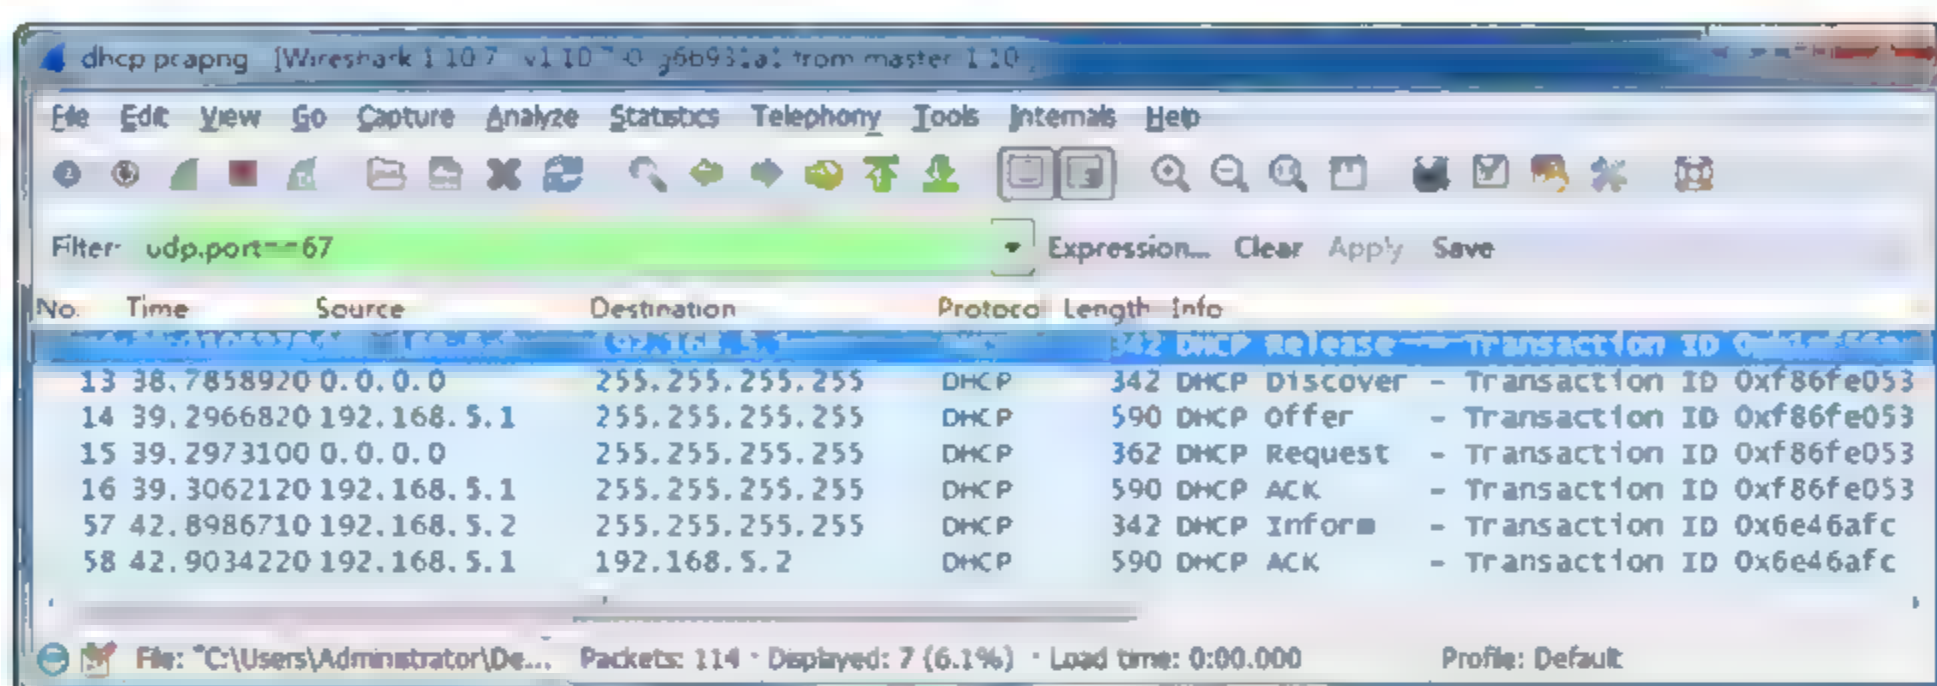 dhcp.pcapng [Wireshark 1.10.7 from master-1.10
File Edit View Go Capture Analyze Statistics Telephony Tools Internals Help
Filter: udp.port==67 Expression... Clear Apply Save
No. Time Source Destination Protocol Length Info
342 DHCP Release - Transaction ID
13 38.7858920 0.0.0.0 255.255.255.255 DHCP 342 DHCP Discover - Transaction ID 0xf86fe053
14 39.2966820 192.168.5.1 255.255.255.255 DHCP 590 DHCP Offer - Transaction ID 0xf86fe053
15 39.2973100 0.0.0.0 255.255.255.255 DHCP 362 DHCP Request - Transaction ID 0xf86fe053
16 39.3062120 192.168.5.1 255.255.255.255 DHCP 590 DHCP ACK - Transaction ID 0xf86fe053
57 42.8986710 192.168.5.2 255.255.255.255 DHCP 342 DHCP Inform - Transaction ID 0x6e46afc
58 42.9034220 192.168.5.1 192.168.5.2 DHCP 590 DHCP ACK - Transaction ID 0x6e46afc
File: "C:\Users\Administrator\De... Packets: 114 · Displayed: 7 (6.1%) · Load time: 0:00.000 Profile: Default